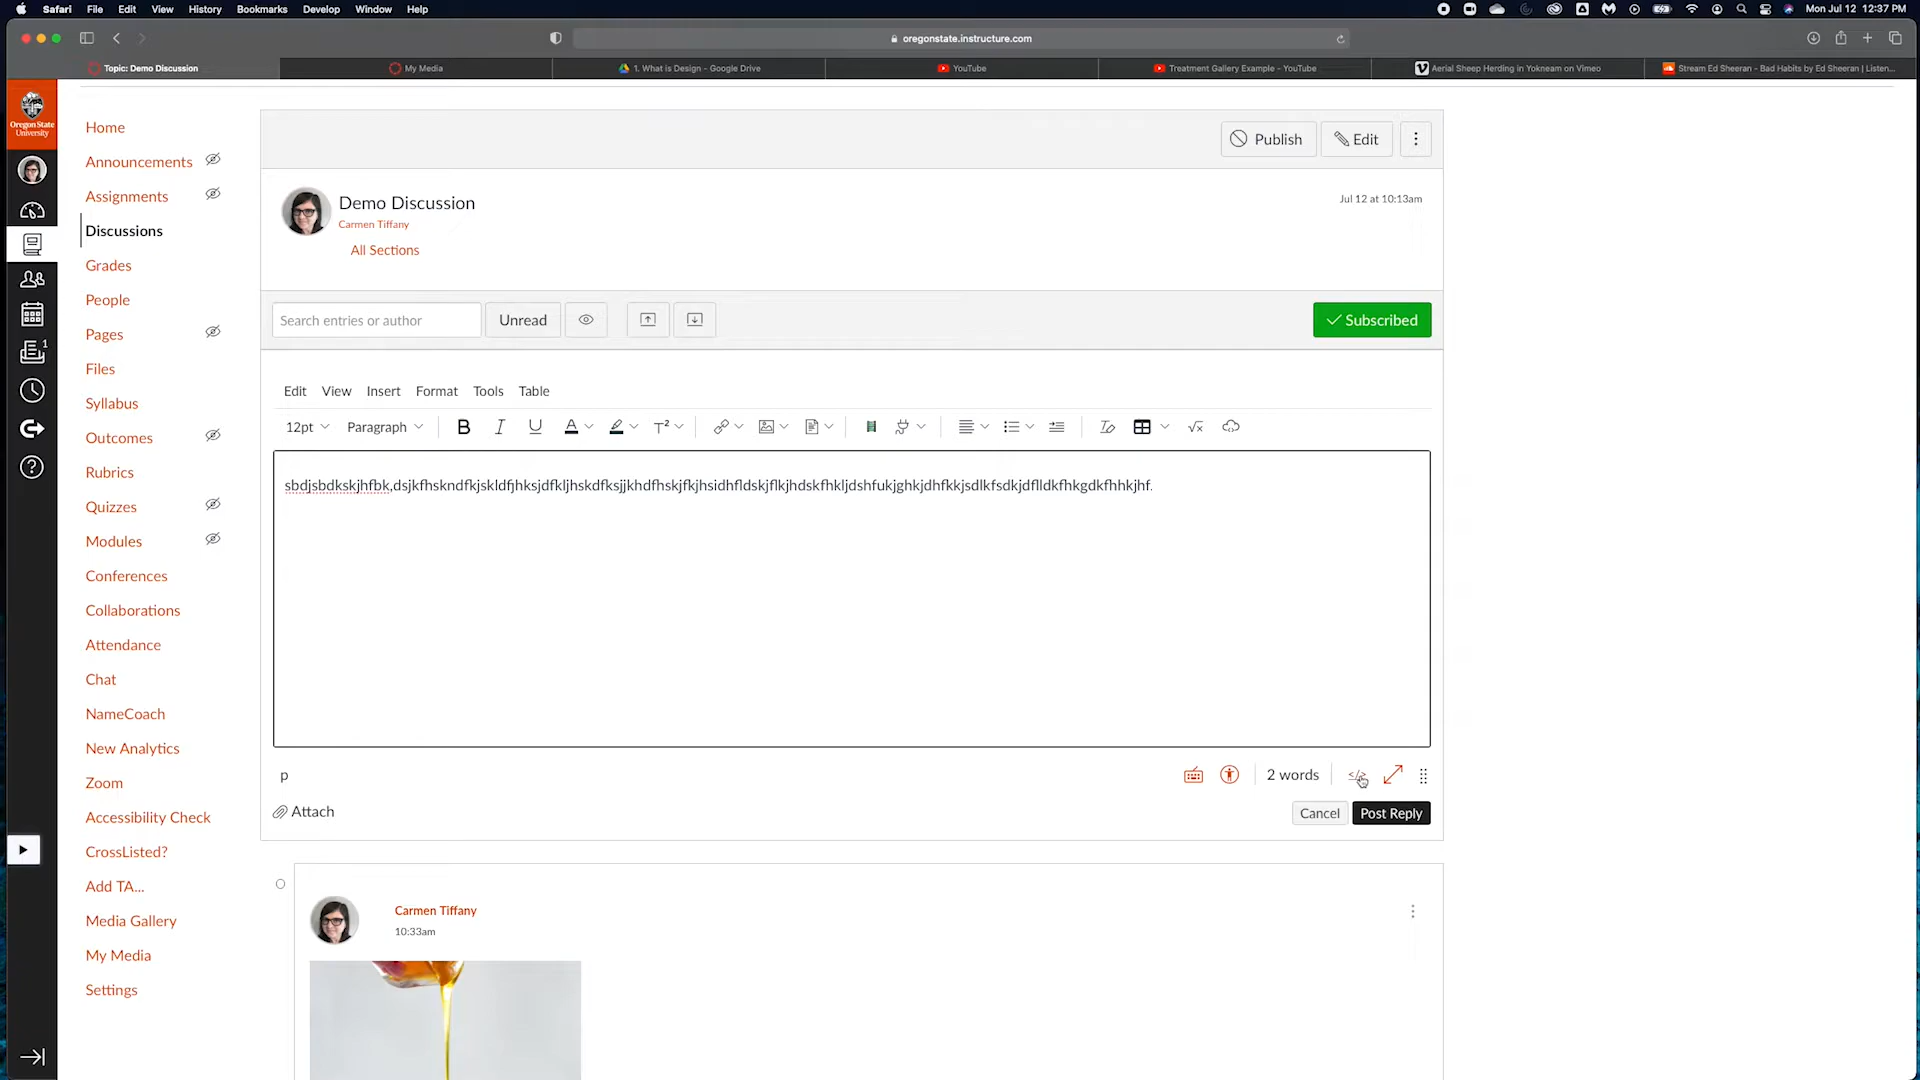 Safari File Edit View History Bookmarks Develop Window Help Mon Jul 12 12:37 PM
oregonstate.instructure.com
Topic: Demo Discussion My Media 1. What is Design - Google Drive YouTube Treatment Gallery Example - YouTube Aerial Sheep Herding in Yokneam on Vimeo Stream Ed Sheeran - Bad Habits by Ed Sheeran | Listen...
Oregon State
University
1
Home
Announcements
Assignments
Discussions
Grades
People
Pages
Files
Syllabus
Outcomes
Rubrics
Quizzes
Modules
Conferences
Collaborations
Attendance
Chat
NameCoach
New Analytics
Zoom
Accessibility Check
CrossListed?
Add TA...
Media Gallery
My Media
Settings
Publish Edit
Demo Discussion Jul 12 at 10:13am
Carmen Tiffany
All Sections
Search entries or author Unread Subscribed
Edit View Insert Format Tools Table
12pt Paragraph
sbdjsbdkskjhfbk,dsjkfhskndfkjskldfjhksjdfkljhskdfksjjkhdfhskjfkjhsidhfldskjflkjhdskfhkljdshfukjghkjdhfkkjsdlkfsdkjdflldkfhkgdkfhhkjhf.
p 2 words </>
Attach Cancel Post Reply
Carmen Tiffany
10:33am